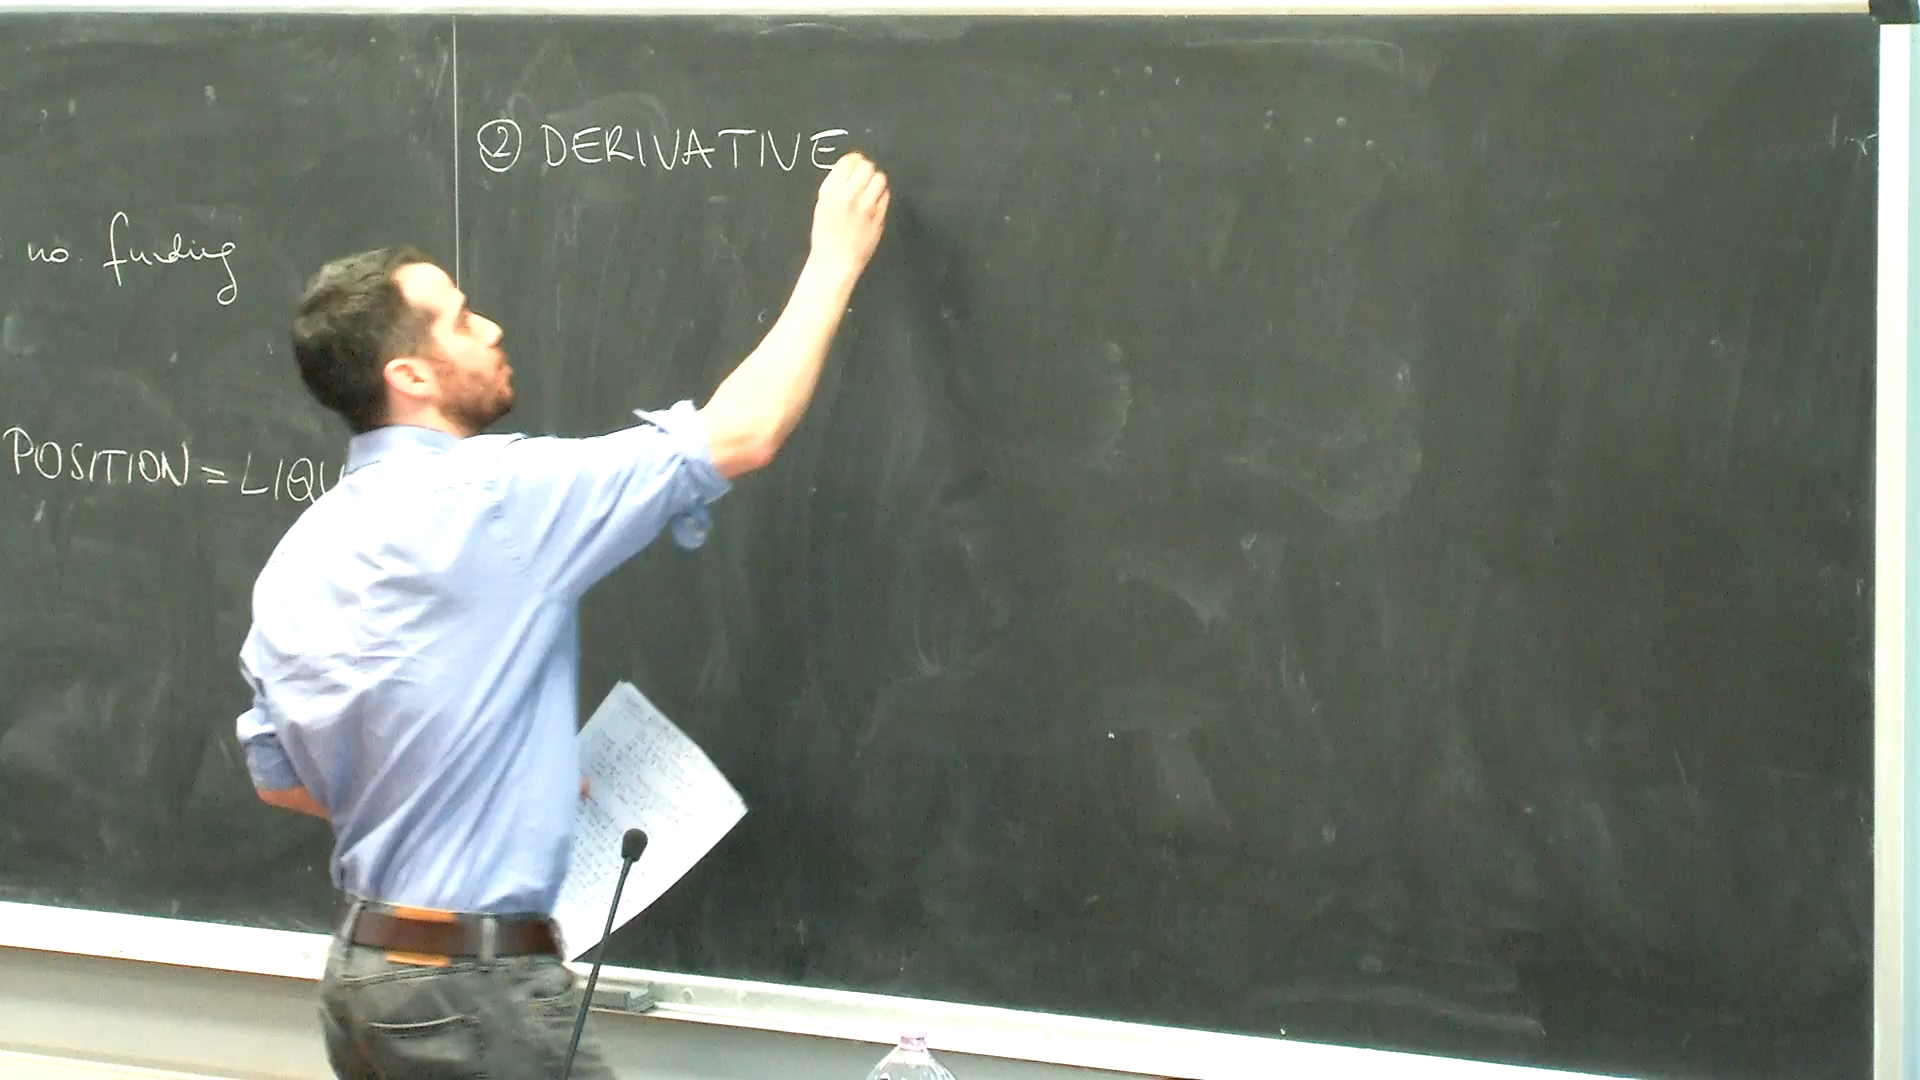 no funding
POSITION = LIQU
② DERIVATIVE